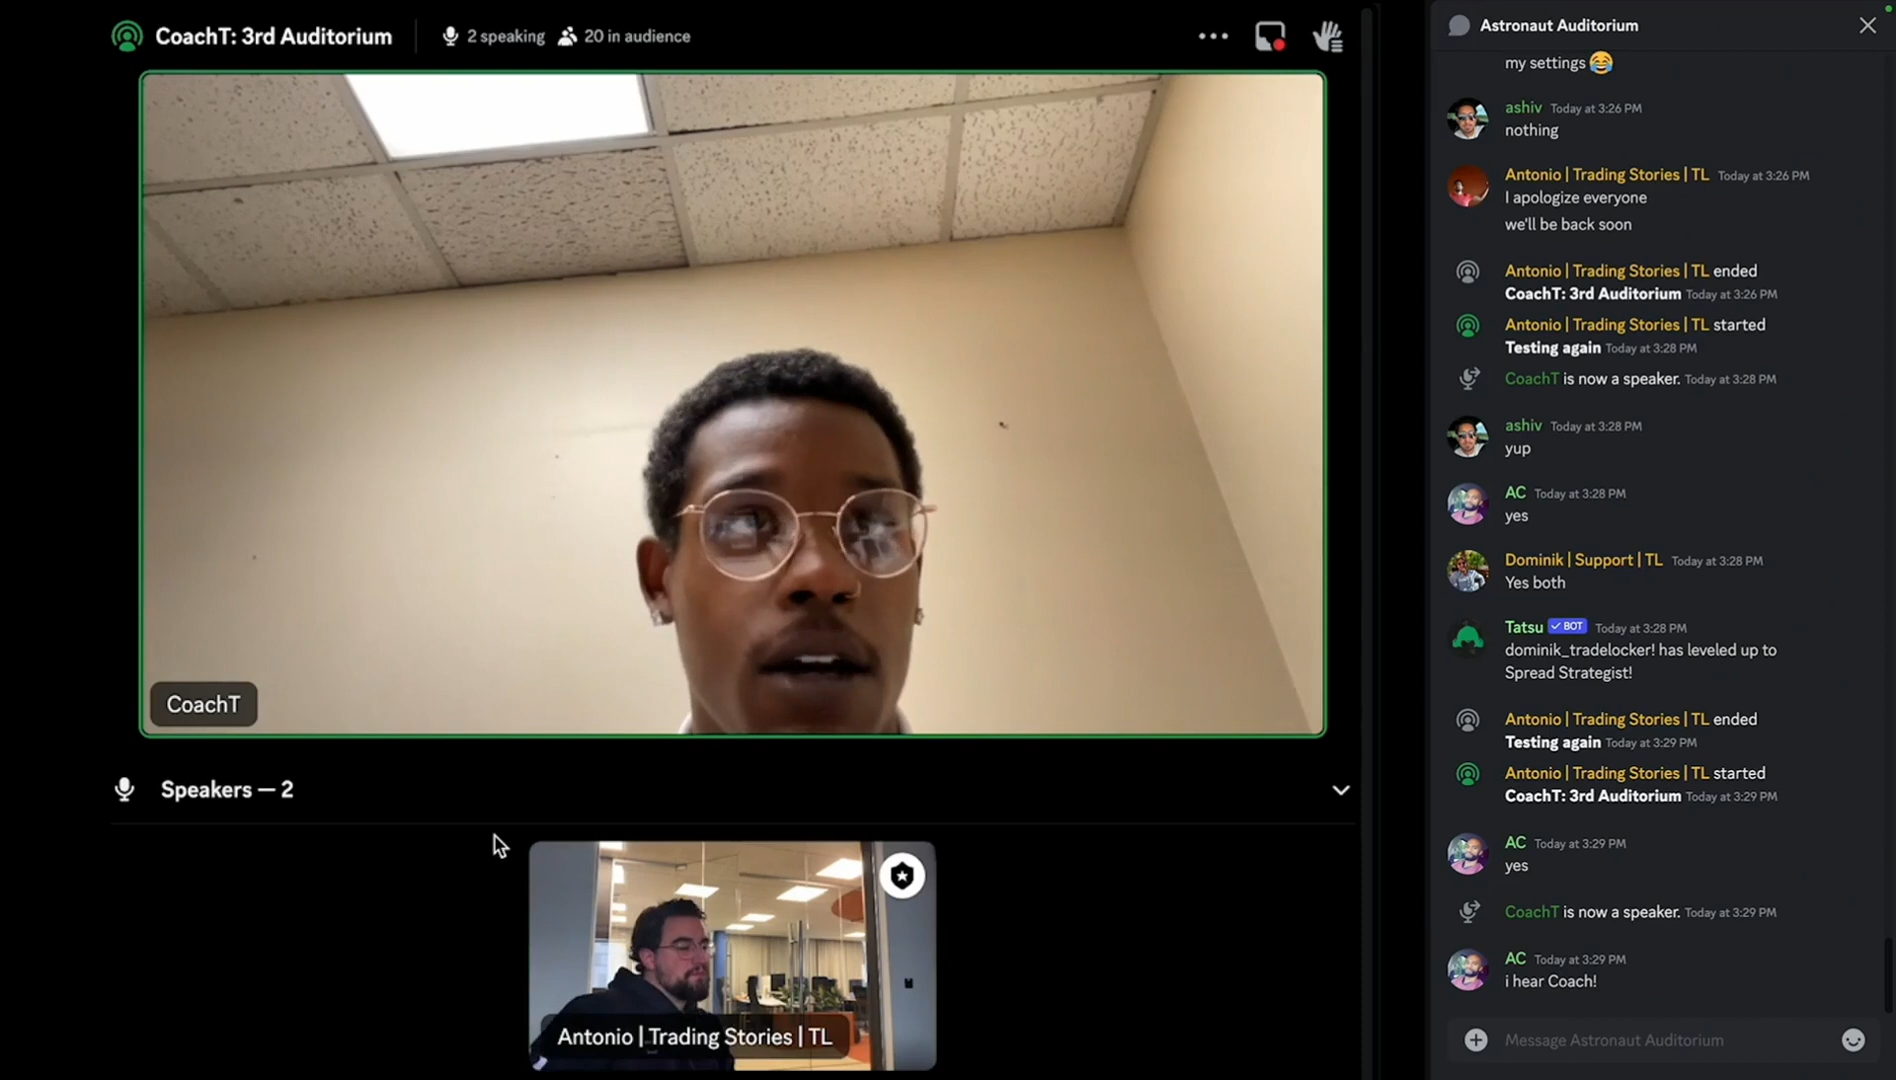 CoachT: 3rd Auditorium
2 speaking
20 in audience
CoachT
Speakers — 2
Antonio | Trading Stories | TL
Astronaut Auditorium
my settings 😂
ashiv Today at 3:26 PM
nothing
Antonio | Trading Stories | TL Today at 3:26 PM
I apologize everyone
we'll be back soon
Antonio | Trading Stories | TL ended
CoachT: 3rd Auditorium Today at 3:26 PM
Antonio | Trading Stories | TL started
Testing again Today at 3:28 PM
CoachT is now a speaker. Today at 3:28 PM
ashiv Today at 3:28 PM
yup
AC Today at 3:28 PM
yes
Dominik | Support | TL Today at 3:28 PM
Yes both
Tatsu ✓ BOT Today at 3:28 PM
dominik_tradelocker! has leveled up to
Spread Strategist!
Antonio | Trading Stories | TL ended
Testing again Today at 3:29 PM
Antonio | Trading Stories | TL started
CoachT: 3rd Auditorium Today at 3:29 PM
AC Today at 3:29 PM
yes
CoachT is now a speaker. Today at 3:29 PM
AC Today at 3:29 PM
i hear Coach!
Message Astronaut Auditorium